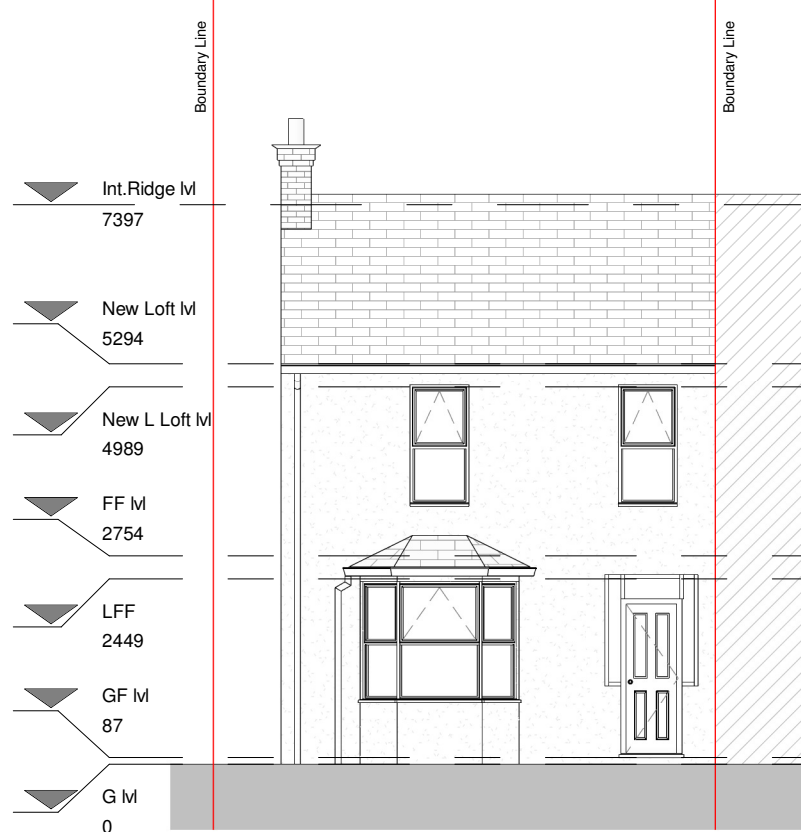 Boundary Line
Boundary Line
Int.Ridge lvl
7397
New Loft lvl
5294
New L Loft lvl
4989
FF lvl
2754
LFF
2449
GF lvl
87
G lvl
0